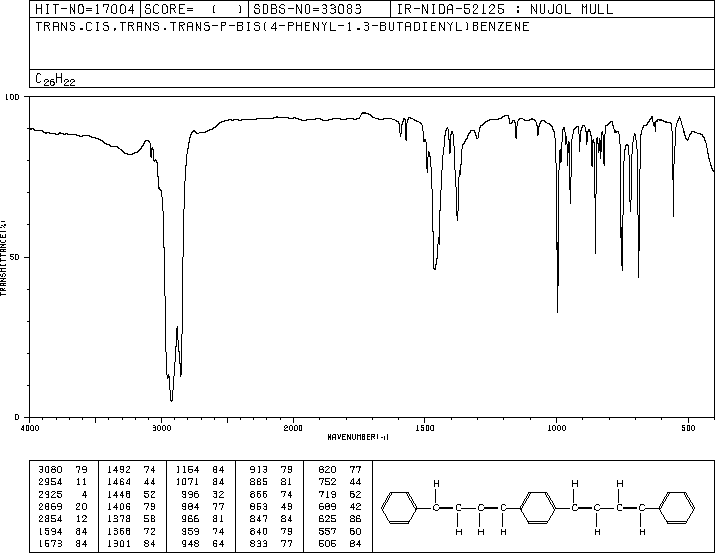 HIT-NO=17004 SCORE= ( ) SDBS-NO=33083 IR-NIDA-52125 : NUJOL MULL
TRANS,CIS,TRANS,TRANS-P-BIS(4-PHENYL-1,3-BUTADIENYL)BENZENE
C26H22
100
50
0
TRANSMITTANCE(%)
4000 3000 2000 1500 1000 500
WAVENUMBER(-1)
3080 79 1492 74 1154 84 913 79 820 77
2954 11 1464 44 1071 84 885 81 752 44
2925 4 1448 52 996 32 866 74 719 62
2869 20 1406 79 984 77 853 49 689 42
2854 12 1378 58 966 81 847 84 625 86
1594 84 1368 72 959 74 840 79 557 60
1573 84 1301 84 948 64 833 77 506 84
H H H
C C C C C C C C
H H H H H